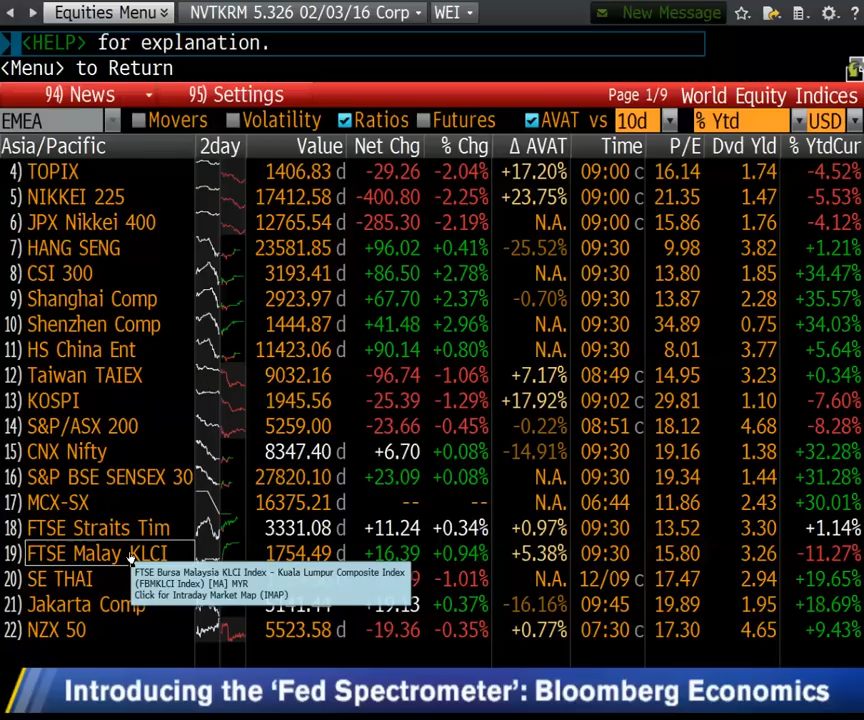 Equities Menu NVTKRM 5.326 02/03/16 Corp WEI New Message
<HELP> for explanation.
<Menu> to Return
94) News 95) Settings Page 1/9 World Equity Indices
EMEA Movers Volatility Ratios Futures AVAT vs 10d % Ytd USD
Asia/Pacific 2day Value Net Chg % Chg Δ AVAT Time P/E Dvd Yld % YtdCur
4) TOPIX 1406.83 d -29.26 -2.04% +17.20% 09:00 c 16.14 1.74 -4.52%
5) NIKKEI 225 17412.58 d -400.80 -2.25% +23.75% 09:00 c 21.35 1.47 -5.53%
6) JPX Nikkei 400 12765.54 d -285.30 -2.19% N.A. 09:00 c 15.86 1.76 -4.12%
7) HANG SENG 23581.85 d +96.02 +0.41% -25.52% 09:30 9.98 3.82 +1.21%
8) CSI 300 3193.41 d +86.50 +2.78% N.A. 09:30 13.80 1.85 +34.47%
9) Shanghai Comp 2923.97 d +67.70 +2.37% -0.70% 09:30 13.87 2.28 +35.57%
10) Shenzhen Comp 1444.87 d +41.48 +2.96% N.A. 09:30 34.89 0.75 +34.03%
11) HS China Ent 11423.06 d +90.14 +0.80% N.A. 09:30 8.01 3.77 +5.64%
12) Taiwan TAIEX 9032.16 -96.74 -1.06% +7.17% 08:49 c 14.95 3.23 +0.34%
13) KOSPI 1945.56 -25.39 -1.29% +17.92% 09:02 c 29.81 1.10 -7.60%
14) S&P/ASX 200 5259.00 -23.66 -0.45% -0.22% 08:51 c 18.12 4.68 -8.28%
15) CNX Nifty 8347.40 d +6.70 +0.08% -14.91% 09:30 19.16 1.38 +32.28%
16) S&P BSE SENSEX 30 27820.10 d +23.09 +0.08% N.A. 09:30 19.34 1.44 +31.28%
17) MCX-SX 16375.21 d -- -- N.A. 06:44 11.86 2.43 +30.01%
18) FTSE Straits Tim 3331.08 d +11.24 +0.34% +0.97% 09:30 13.52 3.30 +1.14%
19) FTSE Malay KLCI 1754.49 d +16.39 +0.94% +5.38% 09:30 15.80 3.26 -11.27%
FTSE Bursa Malaysia KLCI Index - Kuala Lumpur Composite Index
(FBMKLCI Index) [MA] MYR
Click for Intraday Market Map (IMAP)
20) SE THAI -1.01% N.A. 12/09 c 17.47 2.94 +19.65%
21) Jakarta Comp 5141.44 +19.13 +0.37% -16.16% 09:45 19.89 1.95 +18.69%
22) NZX 50 5523.58 d -19.36 -0.35% +0.77% 07:30 c 17.30 4.65 +9.43%
Introducing the ‘Fed Spectrometer’: Bloomberg Economics